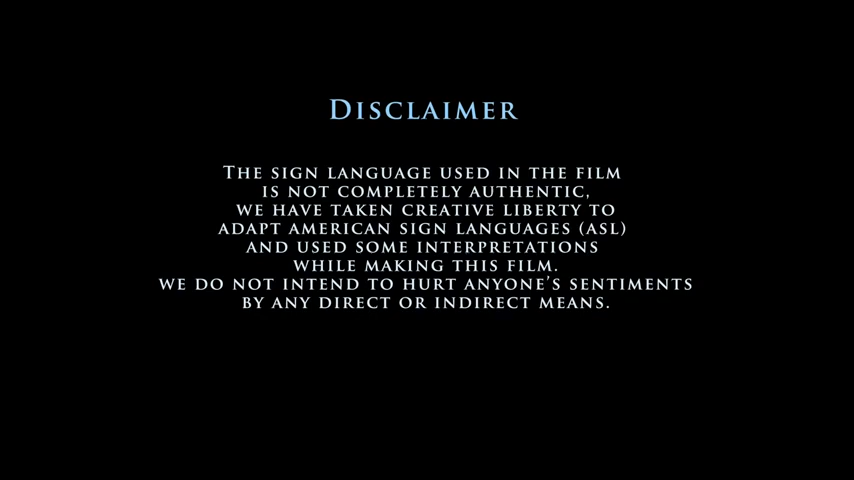 DISCLAIMER
THE SIGN LANGUAGE USED IN THE FILM
IS NOT COMPLETELY AUTHENTIC,
WE HAVE TAKEN CREATIVE LIBERTY TO
ADAPT AMERICAN SIGN LANGUAGES (ASL)
AND USED SOME INTERPRETATIONS
WHILE MAKING THIS FILM.
WE DO NOT INTEND TO HURT ANYONE'S SENTIMENTS
BY ANY DIRECT OR INDIRECT MEANS.